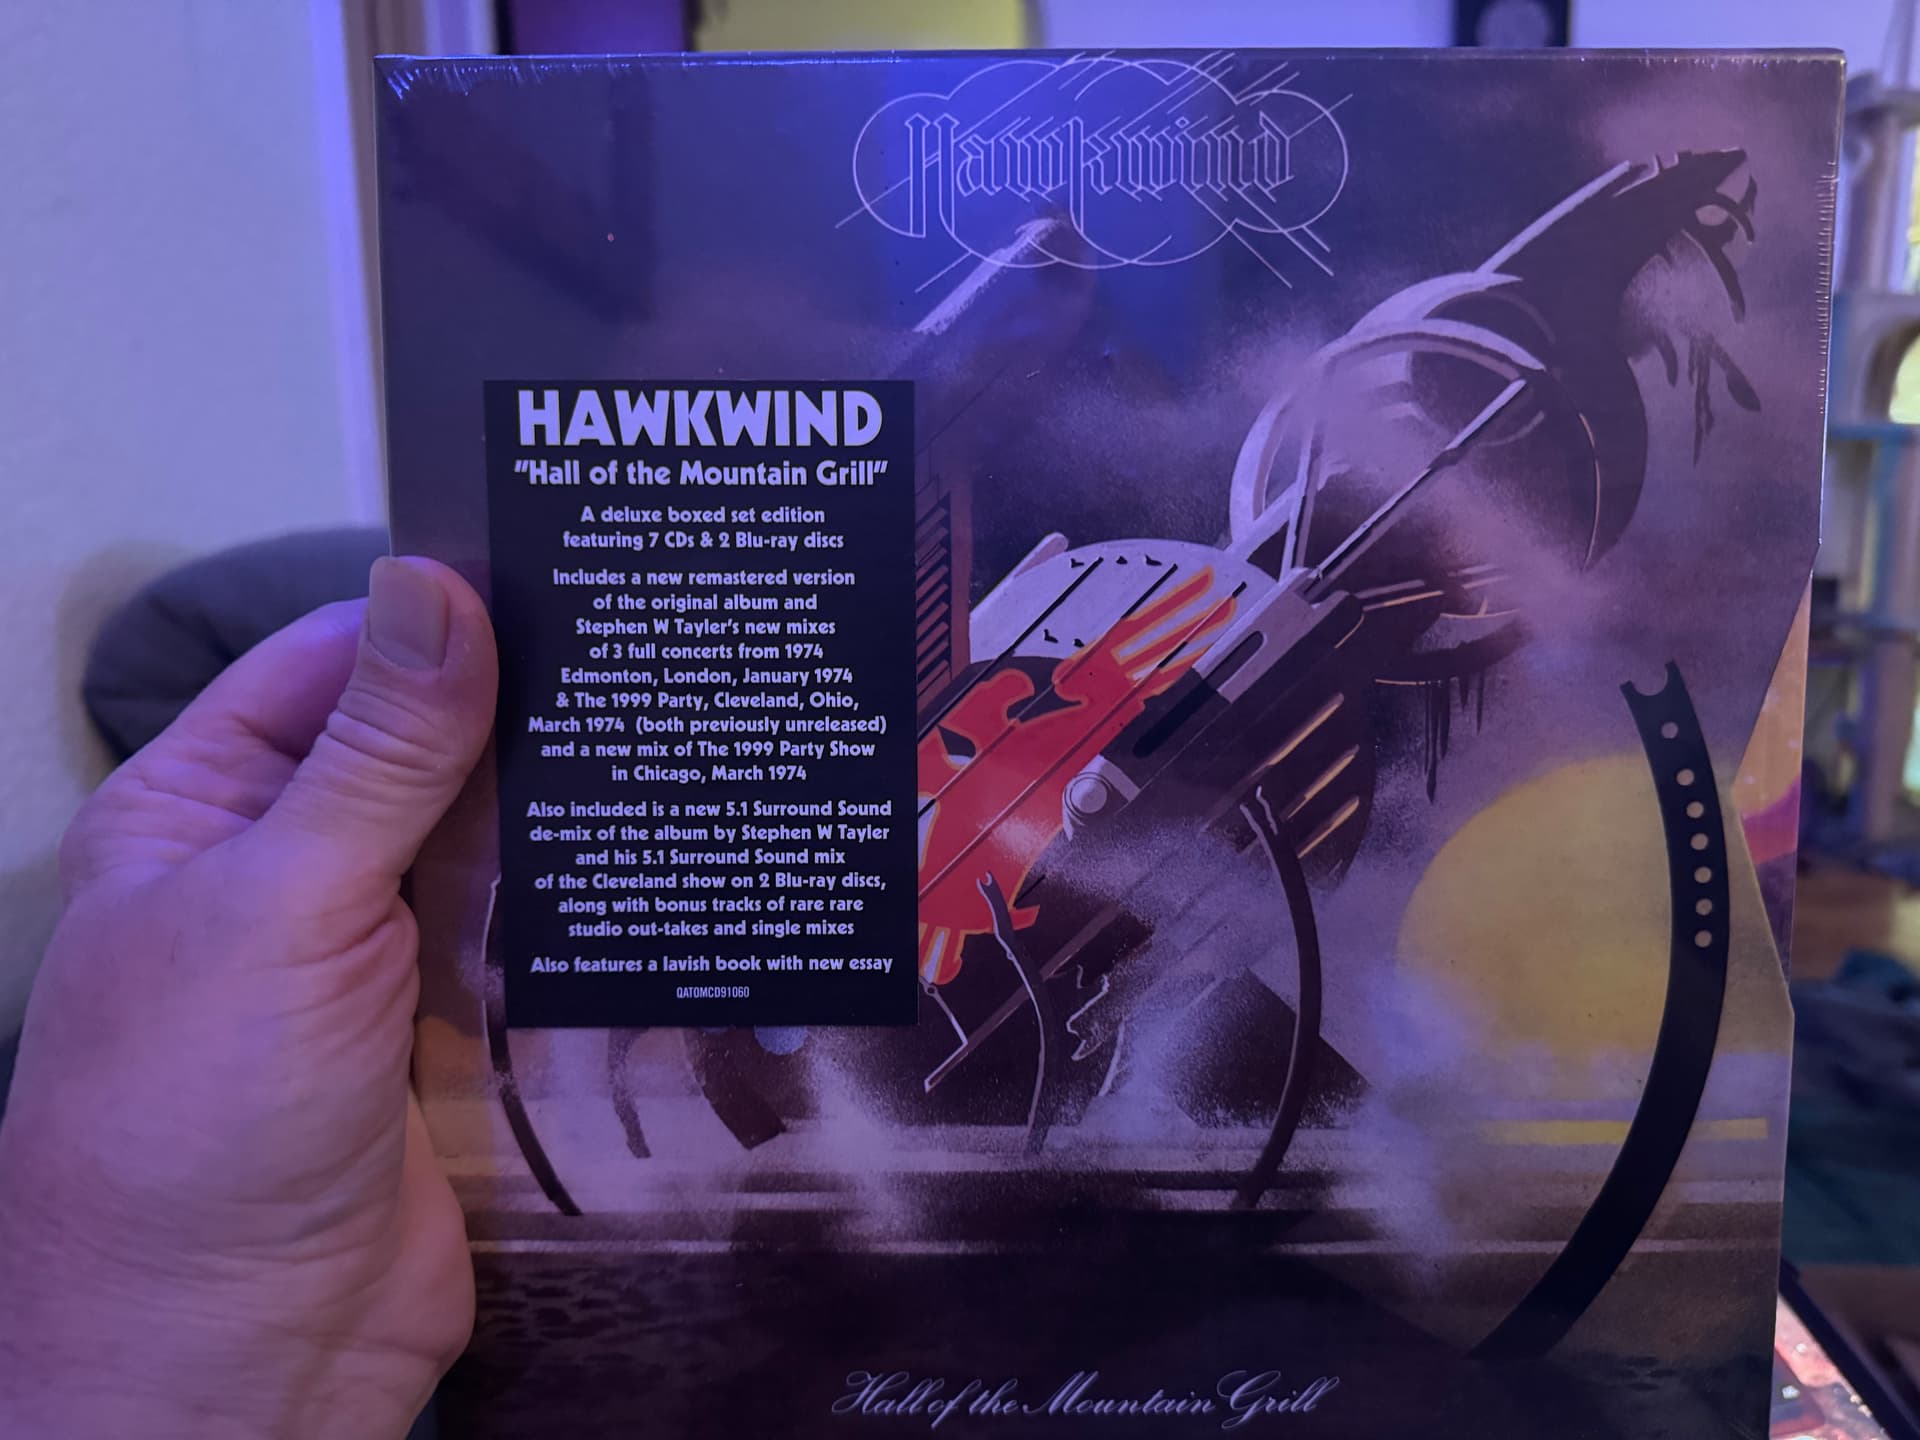 Hawkwind
HAWKWIND
"Hall of the Mountain Grill"
A deluxe boxed set edition
featuring 7 CDs & 2 Blu-ray discs
Includes a new remastered version
of the original album and
Stephen W Tayler's new mixes
of 3 full concerts from 1974
Edmonton, London, January 1974
& The 1999 Party, Cleveland, Ohio,
March 1974 (both previously unreleased)
and a new mix of The 1999 Party Show
in Chicago, March 1974
Also included is a new 5.1 Surround Sound
de-mix of the album by Stephen W Tayler
and his 5.1 Surround Sound mix
of the Cleveland show on 2 Blu-ray discs,
along with bonus tracks of rare rare
studio out-takes and single mixes
Also features a lavish book with new essay
QATOMCD91060
Hall of the Mountain Grill